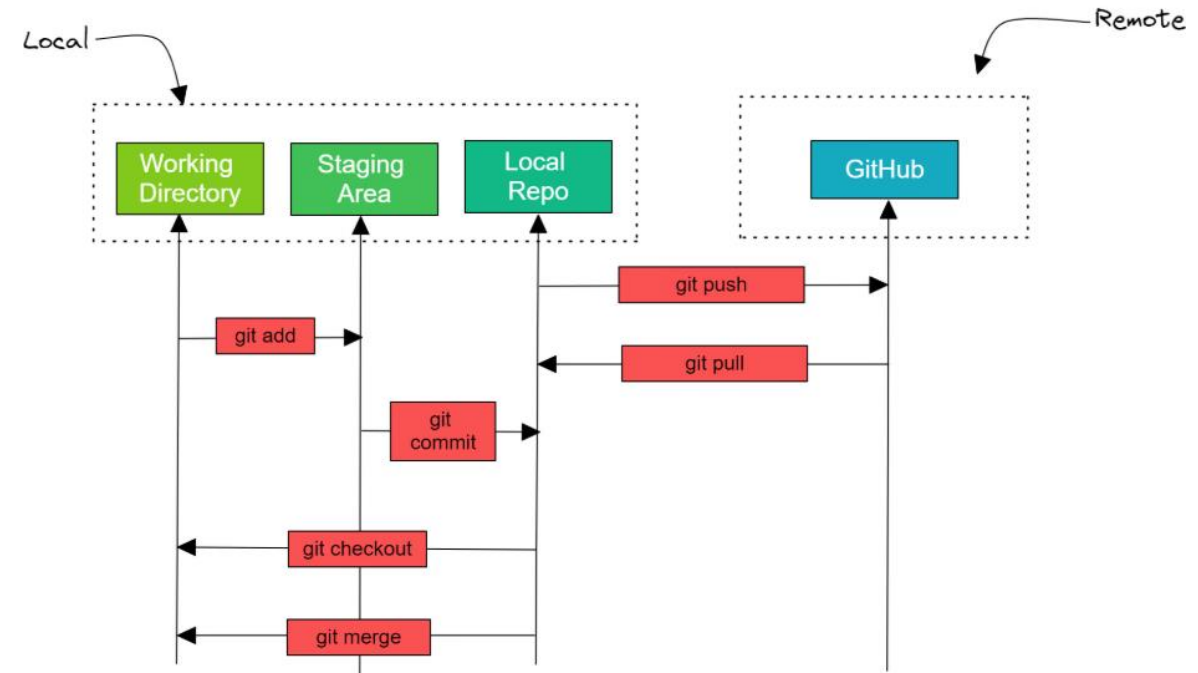 Local
Remote
Working
Directory
Staging
Area
Local
Repo
GitHub
git push
git add
git pull
git
commit
git checkout
git merge